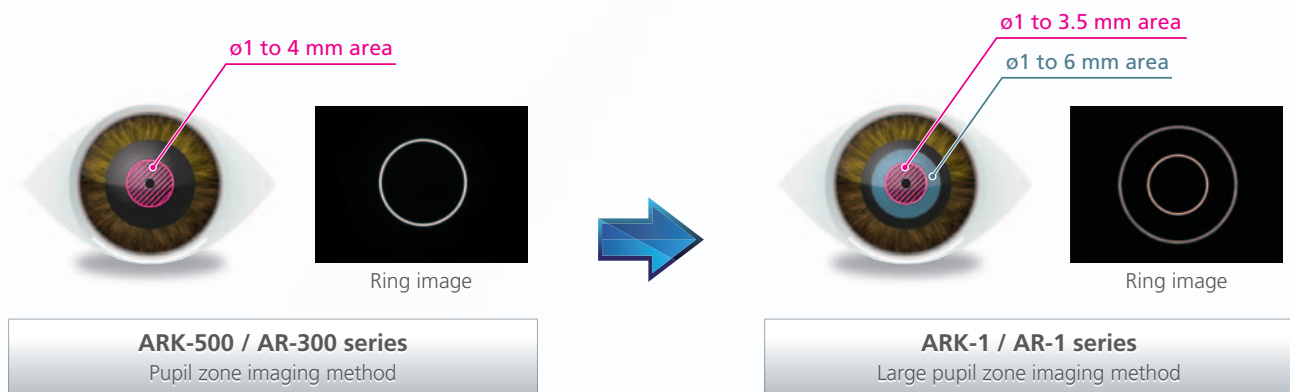 ø1 to 4 mm area
Ring image
ARK-500 / AR-300 series
Pupil zone imaging method
ø1 to 3.5 mm area
ø1 to 6 mm area
Ring image
ARK-1 / AR-1 series
Large pupil zone imaging method